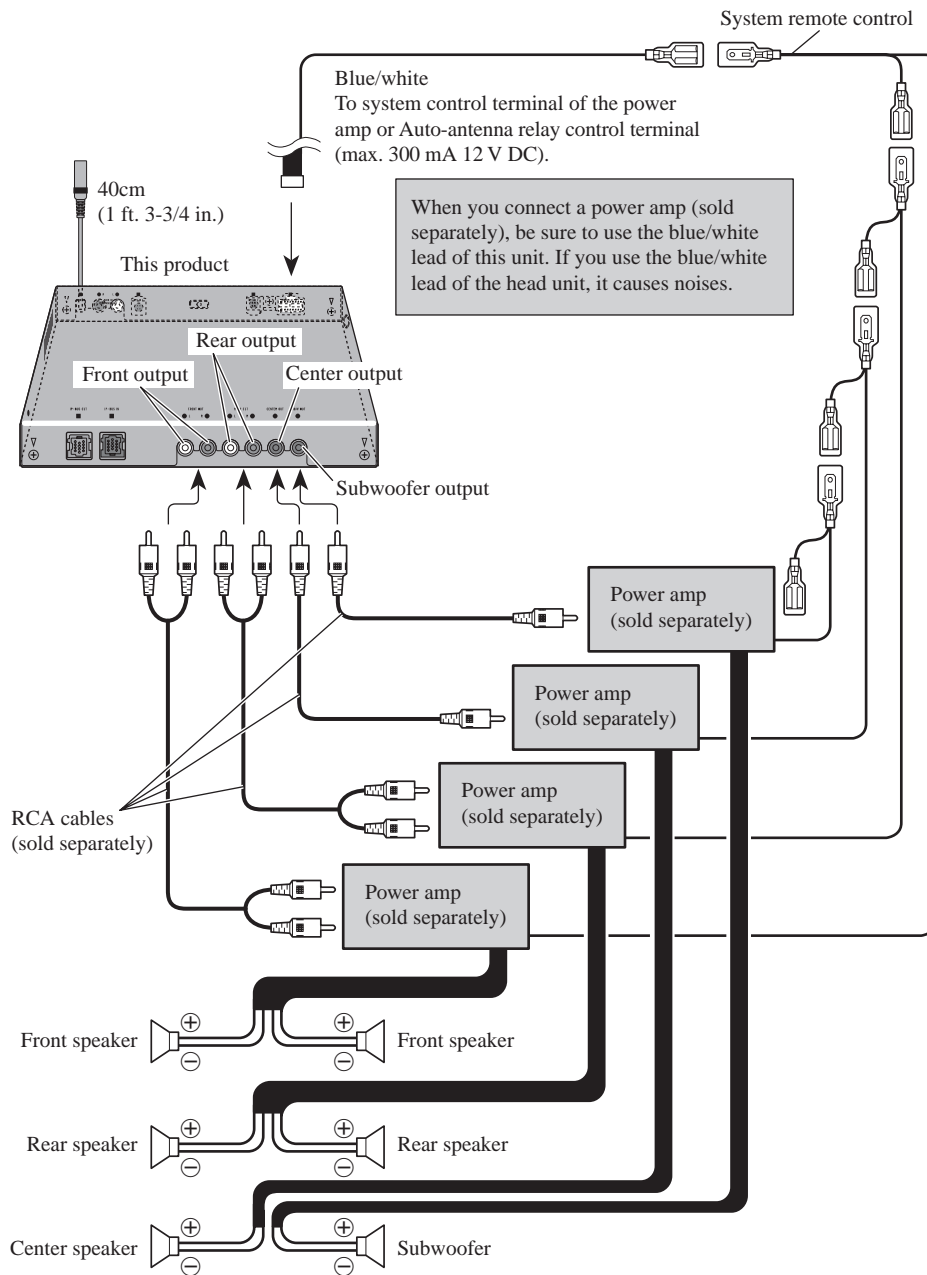 System remote control
Blue/white
To system control terminal of the power
amp or Auto-antenna relay control terminal
(max. 300 mA 12 V DC).
40cm
(1 ft. 3-3/4 in.)
When you connect a power amp (sold
separately), be sure to use the blue/white
lead of this unit. If you use the blue/white
lead of the head unit, it causes noises.
This product
Rear output
Front output
Center output
Subwoofer output
Power amp
(sold separately)
Power amp
(sold separately)
Power amp
(sold separately)
RCA cables
(sold separately)
Power amp
(sold separately)
Front speaker
+
−
+
−
Front speaker
Rear speaker
+
−
+
−
Rear speaker
Center speaker
+
−
+
−
Subwoofer